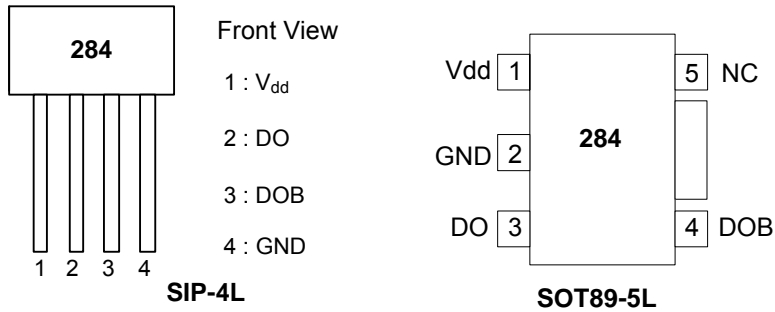 284
Front View
1 : Vdd
2 : DO
3 : DOB
4 : GND
1 2 3 4
SIP-4L
Vdd 1
5 NC
284
GND 2
DO 3
4 DOB
SOT89-5L